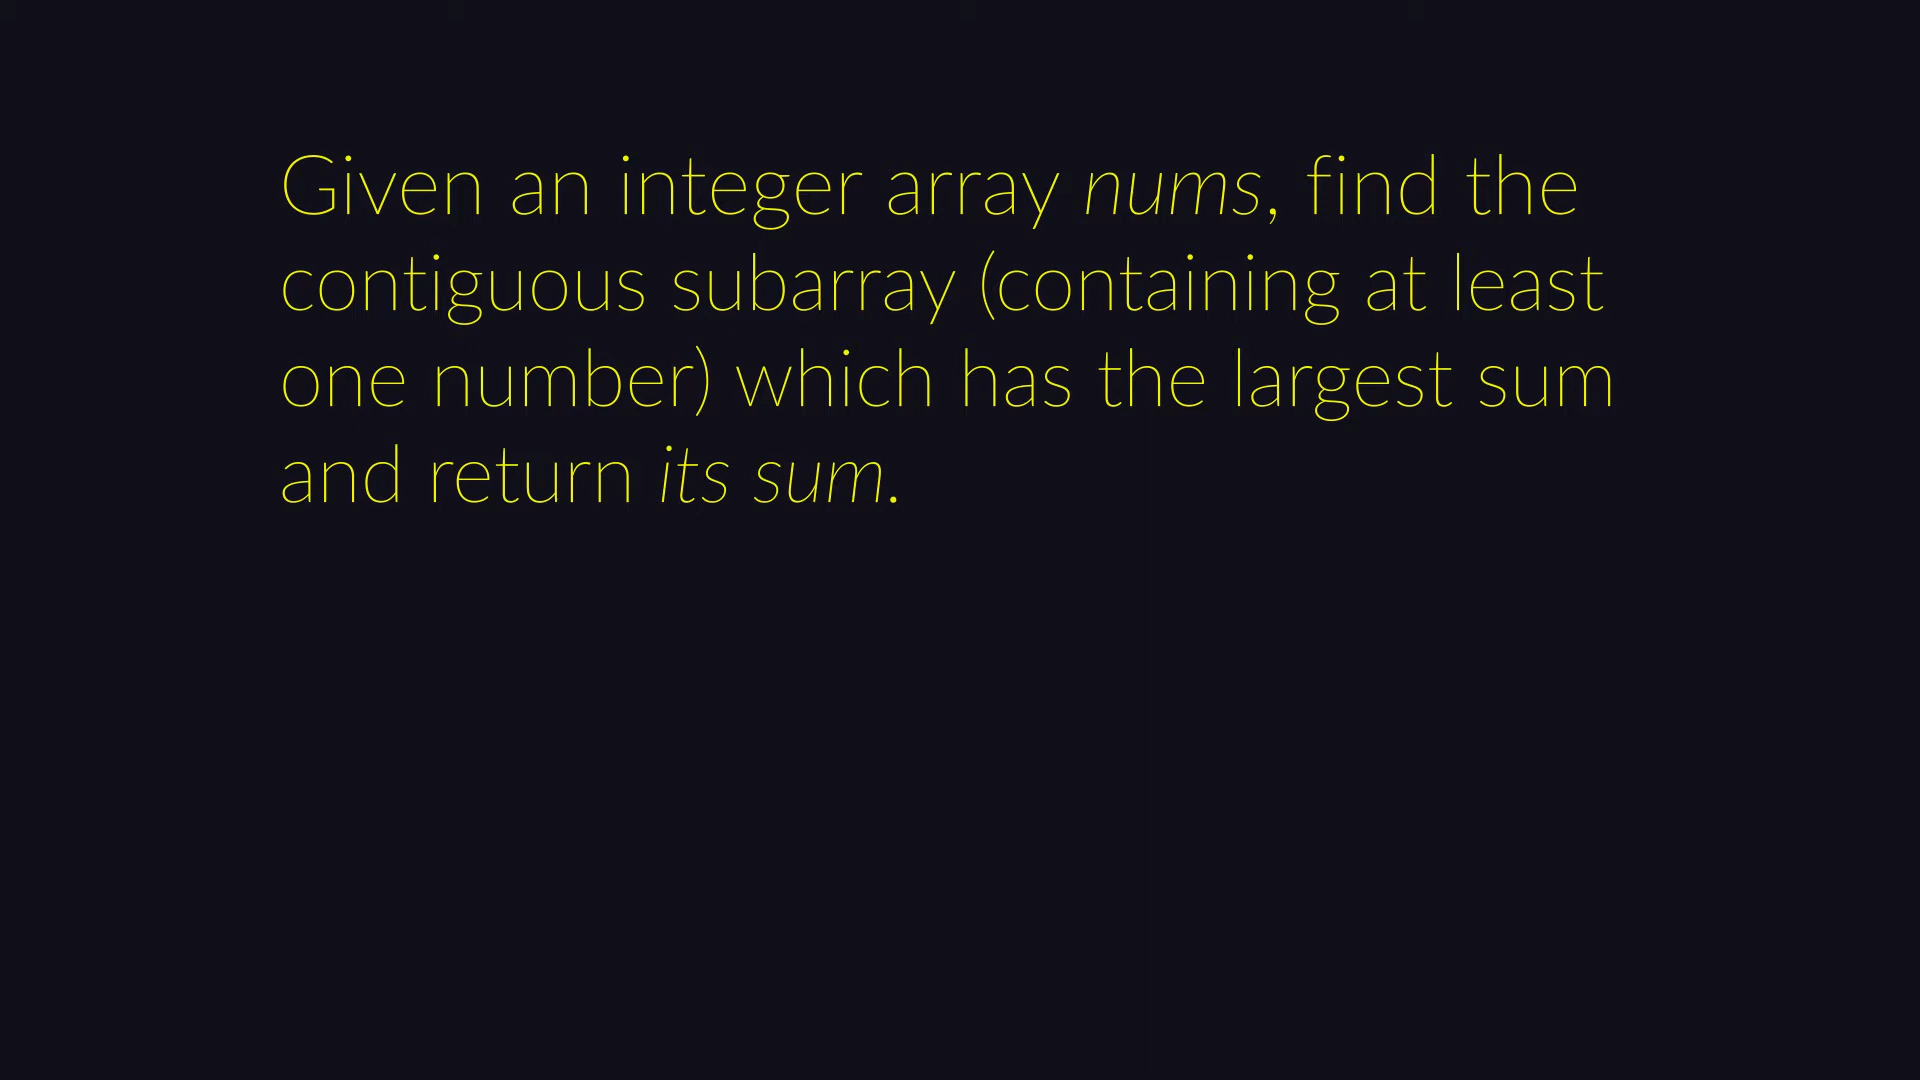 Given an integer array nums, find the
contiguous subarray (containing at least
one number) which has the largest sum
and return its sum.